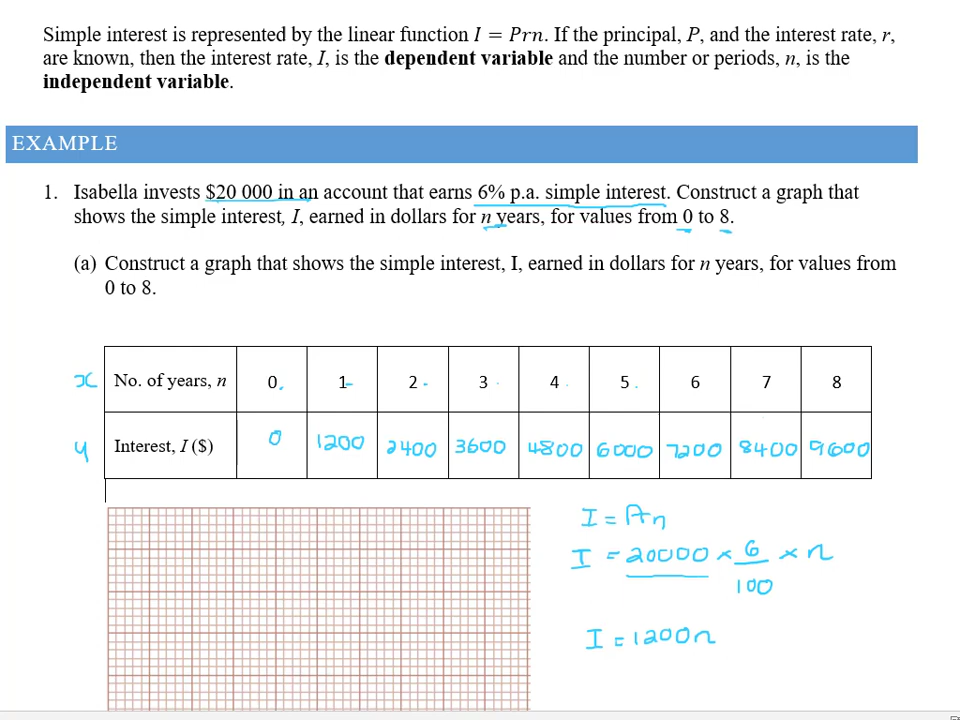 Simple interest is represented by the linear function I = Prn. If the principal, P, and the interest rate, r,
are known, then the interest rate, I, is the dependent variable and the number or periods, n, is the
independent variable.
EXAMPLE
1. Isabella invests $20 000 in an account that earns 6% p.a. simple interest. Construct a graph that
shows the simple interest, I, earned in dollars for n years, for values from 0 to 8.
(a) Construct a graph that shows the simple interest, I, earned in dollars for n years, for values from
0 to 8.
x No. of years, n 0 1 2 3 4 5 6 7 8
y Interest, I ($) 0 1200 2400 3600 4800 6000 7200 8400 9600
I = Prn
I = 20000 × 6/100 × n
I = 1200n